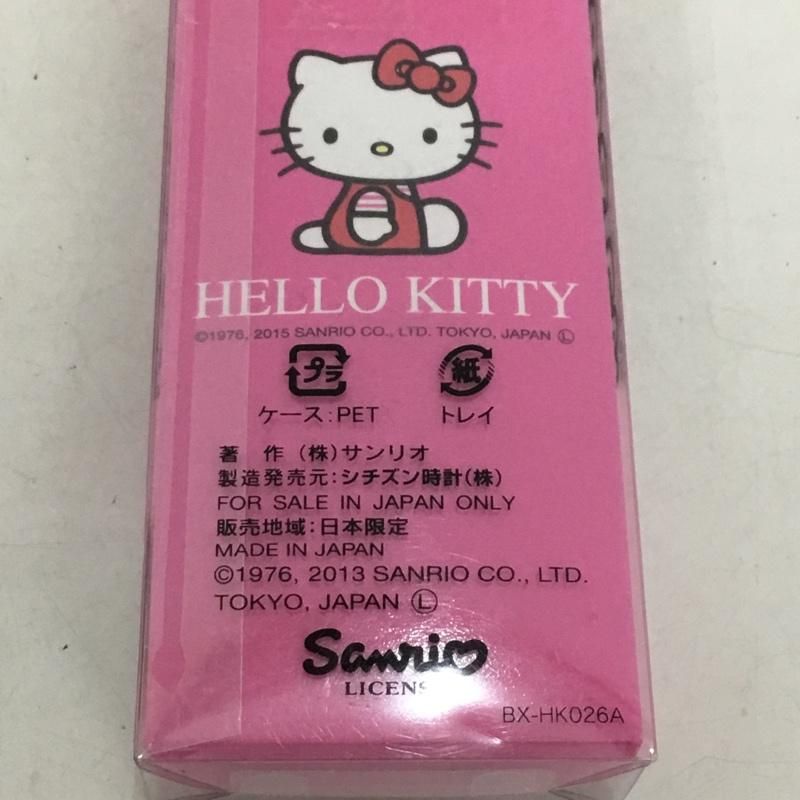 HELLO KITTY
©1976, 2015 SANRIO CO., LTD. TOKYO, JAPAN Ⓛ
プラ 紙
ケース:PET トレイ
著 作 (株)サンリオ
製造発売元:シチズン時計(株)
FOR SALE IN JAPAN ONLY
販売地域:日本限定
MADE IN JAPAN
©1976, 2013 SANRIO CO., LTD.
TOKYO, JAPAN Ⓛ
Sanrio
BX-HK026A